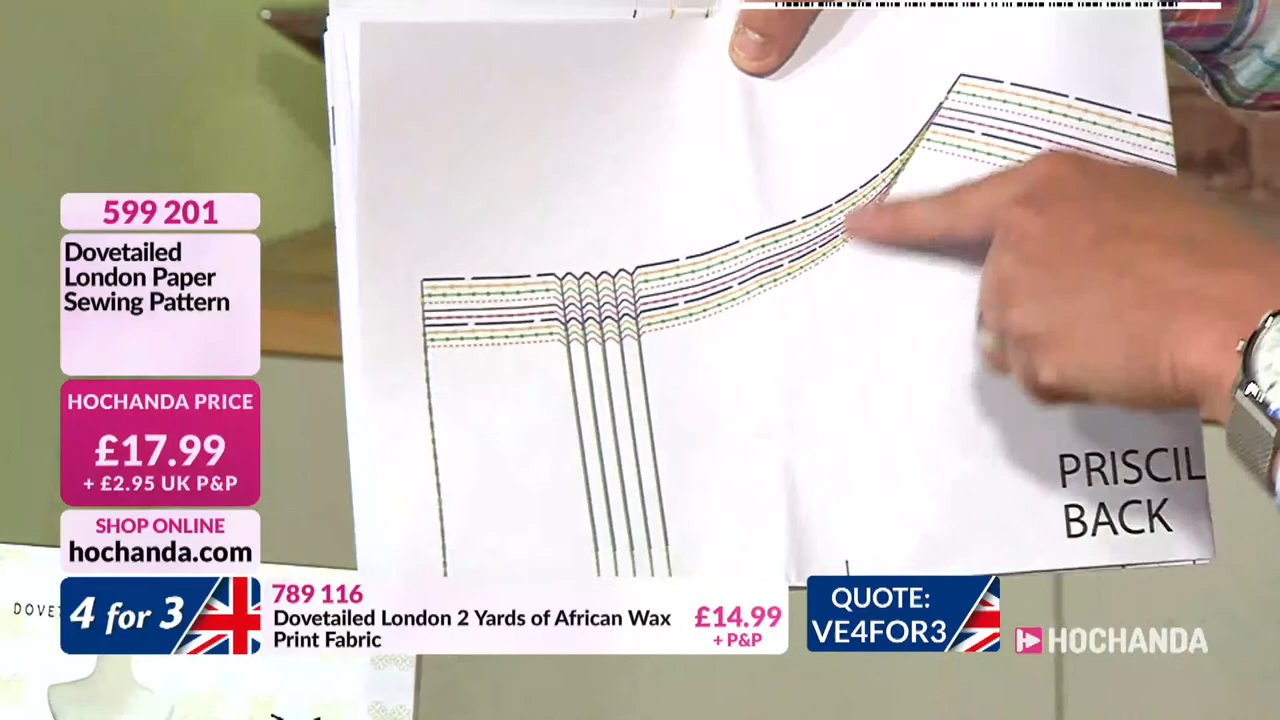 599 201
Dovetailed
London Paper
Sewing Pattern
HOCHANDA PRICE
£17.99
+ £2.95 UK P&P
SHOP ONLINE
hochanda.com
PRISCIL
BACK
DOVE
4 for 3
789 116
Dovetailed London 2 Yards of African Wax
Print Fabric
£14.99
+ P&P
QUOTE:
VE4FOR3
HOCHANDA